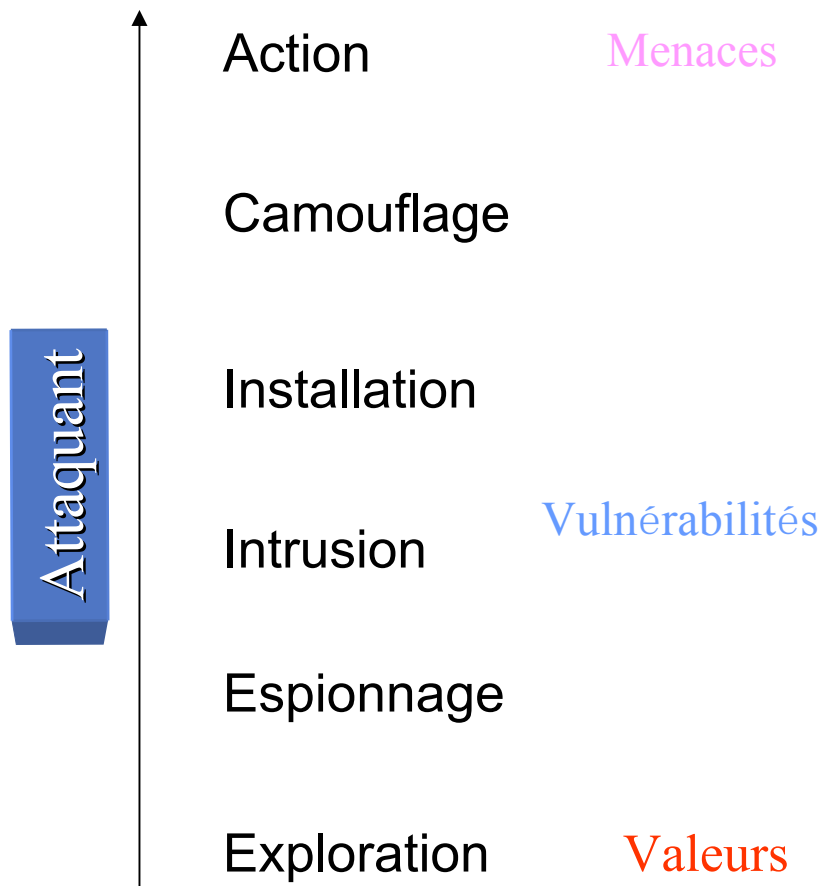 Action
Menaces
Camouflage
Installation
Attaquant
Vulnérabilités
Intrusion
Espionnage
Exploration
Valeurs